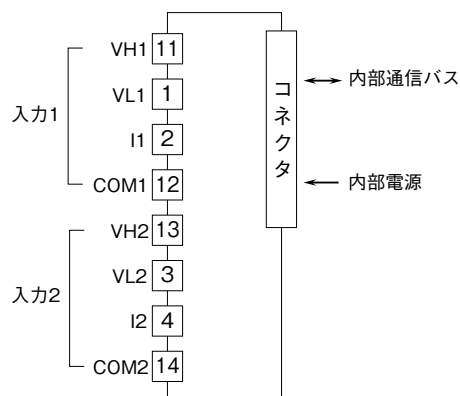 VH1 11
VL1 1
入力1
I1 2
COM1 12
VH2 13
VL2 3
入力2
I2 4
COM2 14
コネクタ
内部通信バス
内部電源